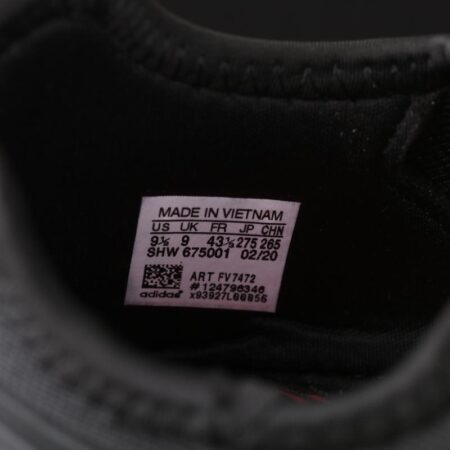 MADE IN VIETNAM
US UK FR JP CHN
9½ 9 43⅓ 275 265
SHW 675001 02/20
ART FV7472
#124796346
adidas x93927L00856